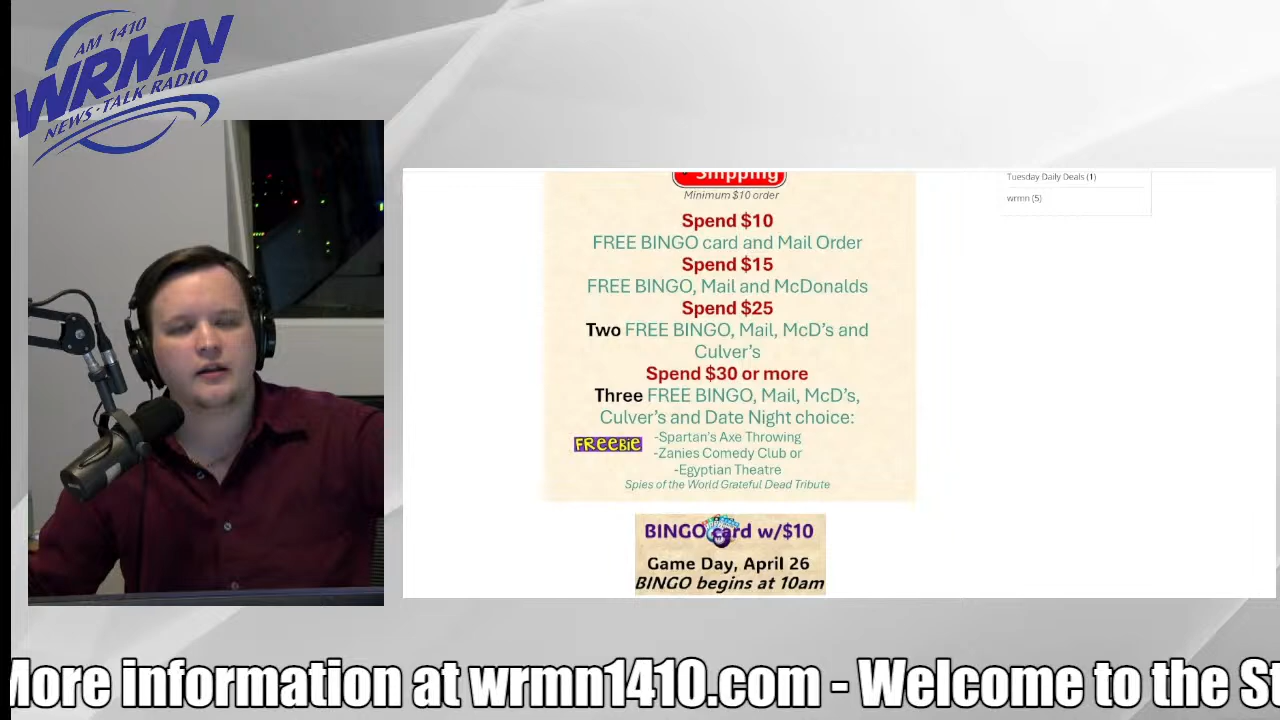 AM 1410
WRMN
NEWS·TALK RADIO
Shipping
Minimum $10 order
Spend $10
FREE BINGO card and Mail Order
Spend $15
FREE BINGO, Mail and McDonalds
Spend $25
Two FREE BINGO, Mail, McD's and
Culver's
Spend $30 or more
Three FREE BINGO, Mail, McD's,
Culver's and Date Night choice:
FREEBIE
-Spartan's Axe Throwing
-Zanies Comedy Club or
-Egyptian Theatre
Spies of the World Grateful Dead Tribute
BINGO card w/$10
Game Day, April 26
BINGO begins at 10am
Tuesday Daily Deals (1)
wrmn (5)
More information at wrmn1410.com - Welcome to the St